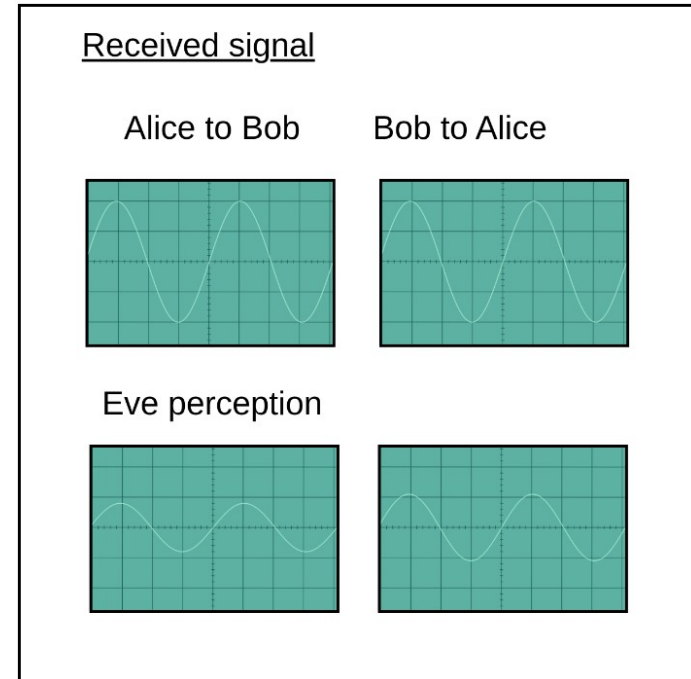 Received signal
Alice to Bob
Bob to Alice
Eve perception